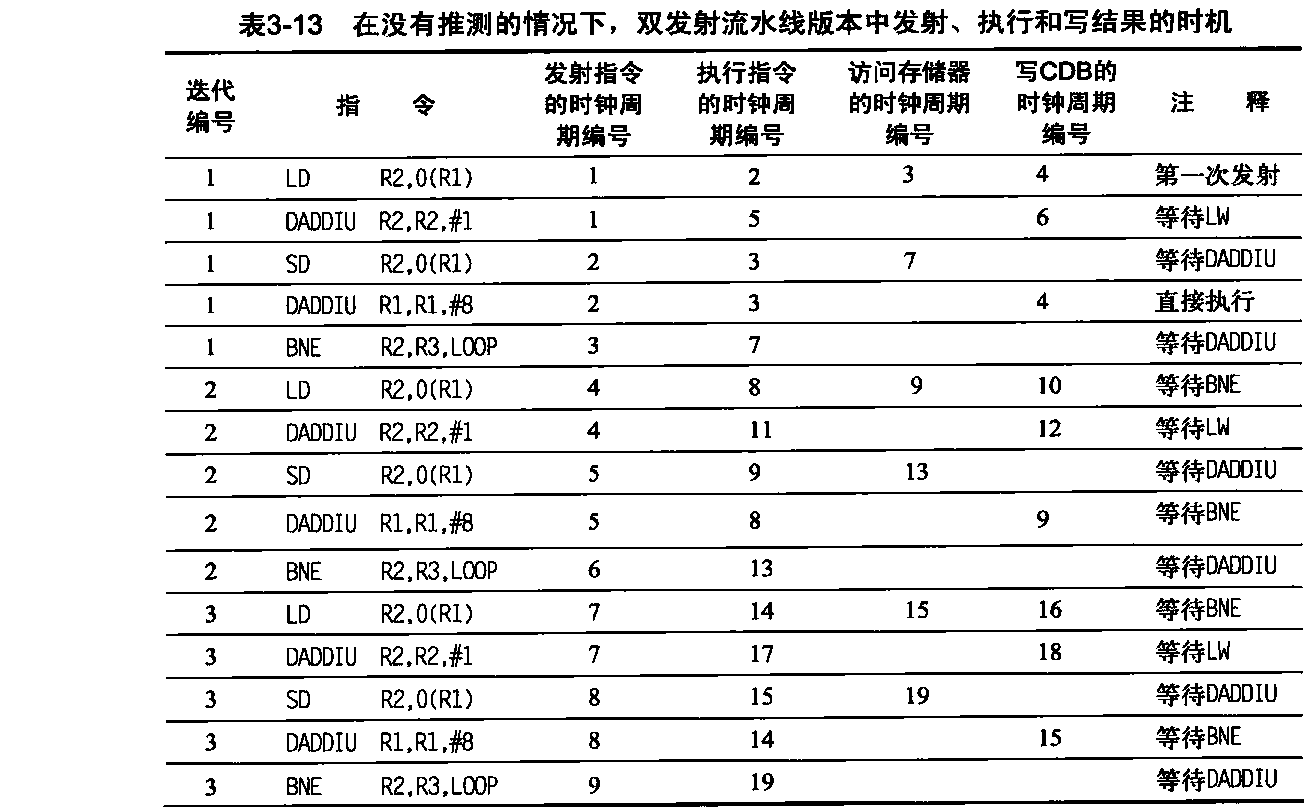 表3-13 在没有推测的情况下，双发射流水线版本中发射、执行和写结果的时机
迭代编号 指 令 发射指令的时钟周期编号 执行指令的时钟周期编号 访问存储器的时钟周期编号 写CDB的时钟周期编号 注 释
1 LD R2,0(R1) 1 2 3 4 第一次发射
1 DADDIU R2,R2,#1 1 5 6 等待LW
1 SD R2,0(R1) 2 3 7 等待DADDIU
1 DADDIU R1,R1,#8 2 3 4 直接执行
1 BNE R2,R3,LOOP 3 7 等待DADDIU
2 LD R2,0(R1) 4 8 9 10 等待BNE
2 DADDIU R2,R2,#1 4 11 12 等待LW
2 SD R2,0(R1) 5 9 13 等待DADDIU
2 DADDIU R1,R1,#8 5 8 9 等待BNE
2 BNE R2,R3,LOOP 6 13 等待DADDIU
3 LD R2,0(R1) 7 14 15 16 等待BNE
3 DADDIU R2,R2,#1 7 17 18 等待LW
3 SD R2,0(R1) 8 15 19 等待DADDIU
3 DADDIU R1,R1,#8 8 14 15 等待BNE
3 BNE R2,R3,LOOP 9 19 等待DADDIU